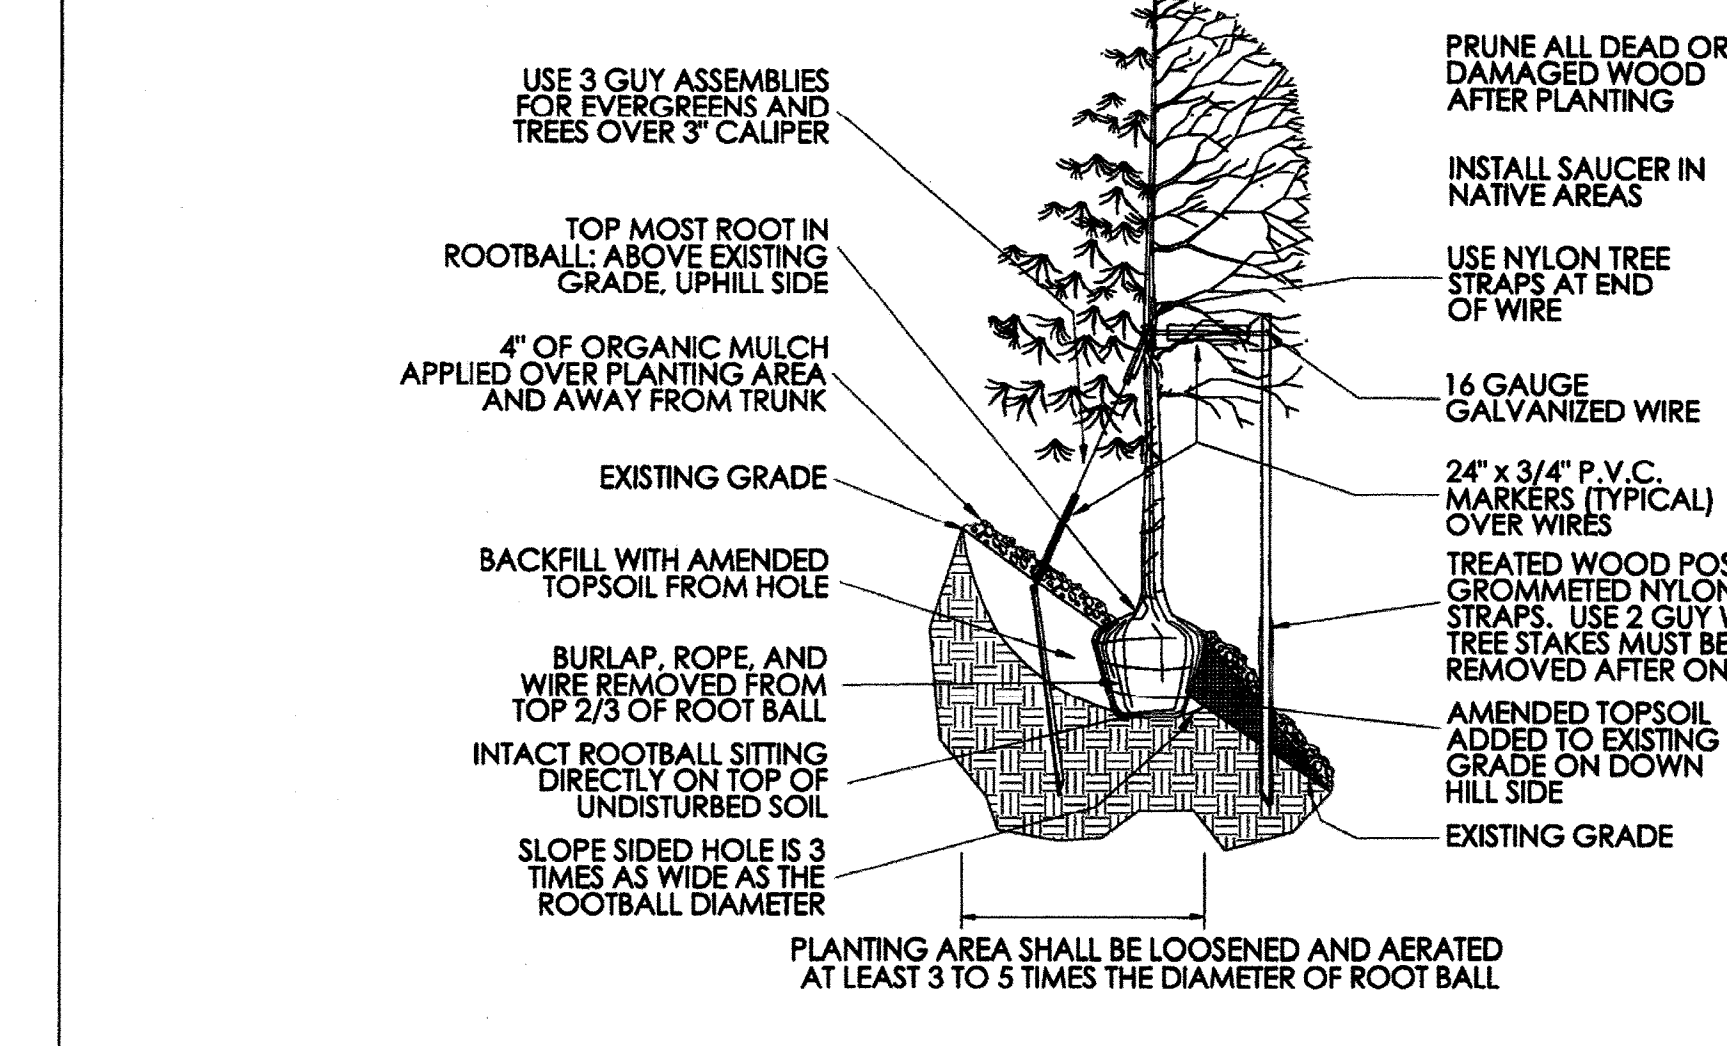 USE 3 GUY ASSEMBLIES
FOR EVERGREENS AND
TREES OVER 3" CALIPER
TOP MOST ROOT IN
ROOTBALL: ABOVE EXISTING
GRADE, UPHILL SIDE
4" OF ORGANIC MULCH
APPLIED OVER PLANTING AREA
AND AWAY FROM TRUNK
EXISTING GRADE
BACKFILL WITH AMENDED
TOPSOIL FROM HOLE
BURLAP, ROPE, AND
WIRE REMOVED FROM
TOP 2/3 OF ROOT BALL
INTACT ROOTBALL SITTING
DIRECTLY ON TOP OF
UNDISTURBED SOIL
SLOPE SIDED HOLE IS 3
TIMES AS WIDE AS THE
ROOTBALL DIAMETER
PRUNE ALL DEAD OR
DAMAGED WOOD
AFTER PLANTING
INSTALL SAUCER IN
NATIVE AREAS
USE NYLON TREE
STRAPS AT END
OF WIRE
16 GAUGE
GALVANIZED WIRE
24" x 3/4" P.V.C.
MARKERS (TYPICAL)
OVER WIRES
TREATED WOOD POS
GROMMETED NYLON
STRAPS. USE 2 GUY
TREE STAKES MUST BE
REMOVED AFTER ON
AMENDED TOPSOIL
ADDED TO EXISTING
GRADE ON DOWN
HILL SIDE
EXISTING GRADE
PLANTING AREA SHALL BE LOOSENED AND AERATED
AT LEAST 3 TO 5 TIMES THE DIAMETER OF ROOT BALL